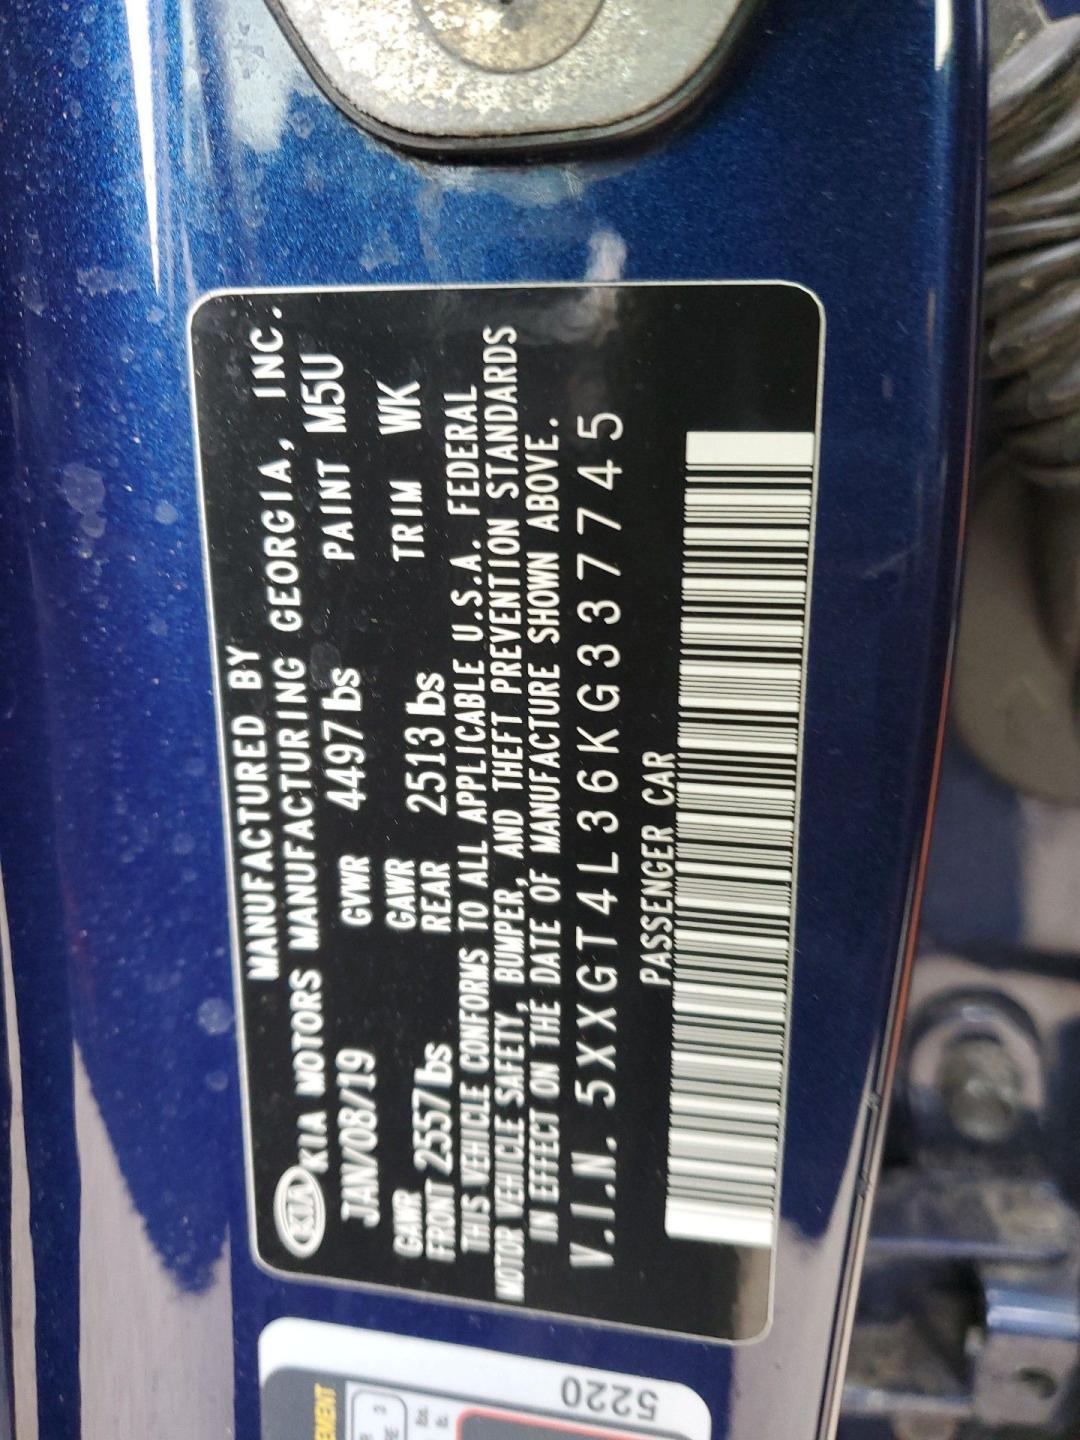 MANUFACTURED BY
KIA KIA MOTORS MANUFACTURING GEORGIA, INC.
JAN/08/19 GVWR 4497 lbs PAINT M5U
GAWR FRONT 2557 lbs GAWR REAR 2513 lbs TRIM WK
THIS VEHICLE CONFORMS TO ALL APPLICABLE U.S.A. FEDERAL
MOTOR VEHICLE SAFETY, BUMPER, AND THEFT PREVENTION STANDARDS
IN EFFECT ON THE DATE OF MANUFACTURE SHOWN ABOVE.
V.I.N. 5XXGT4L36KG337745
PASSENGER CAR
5220